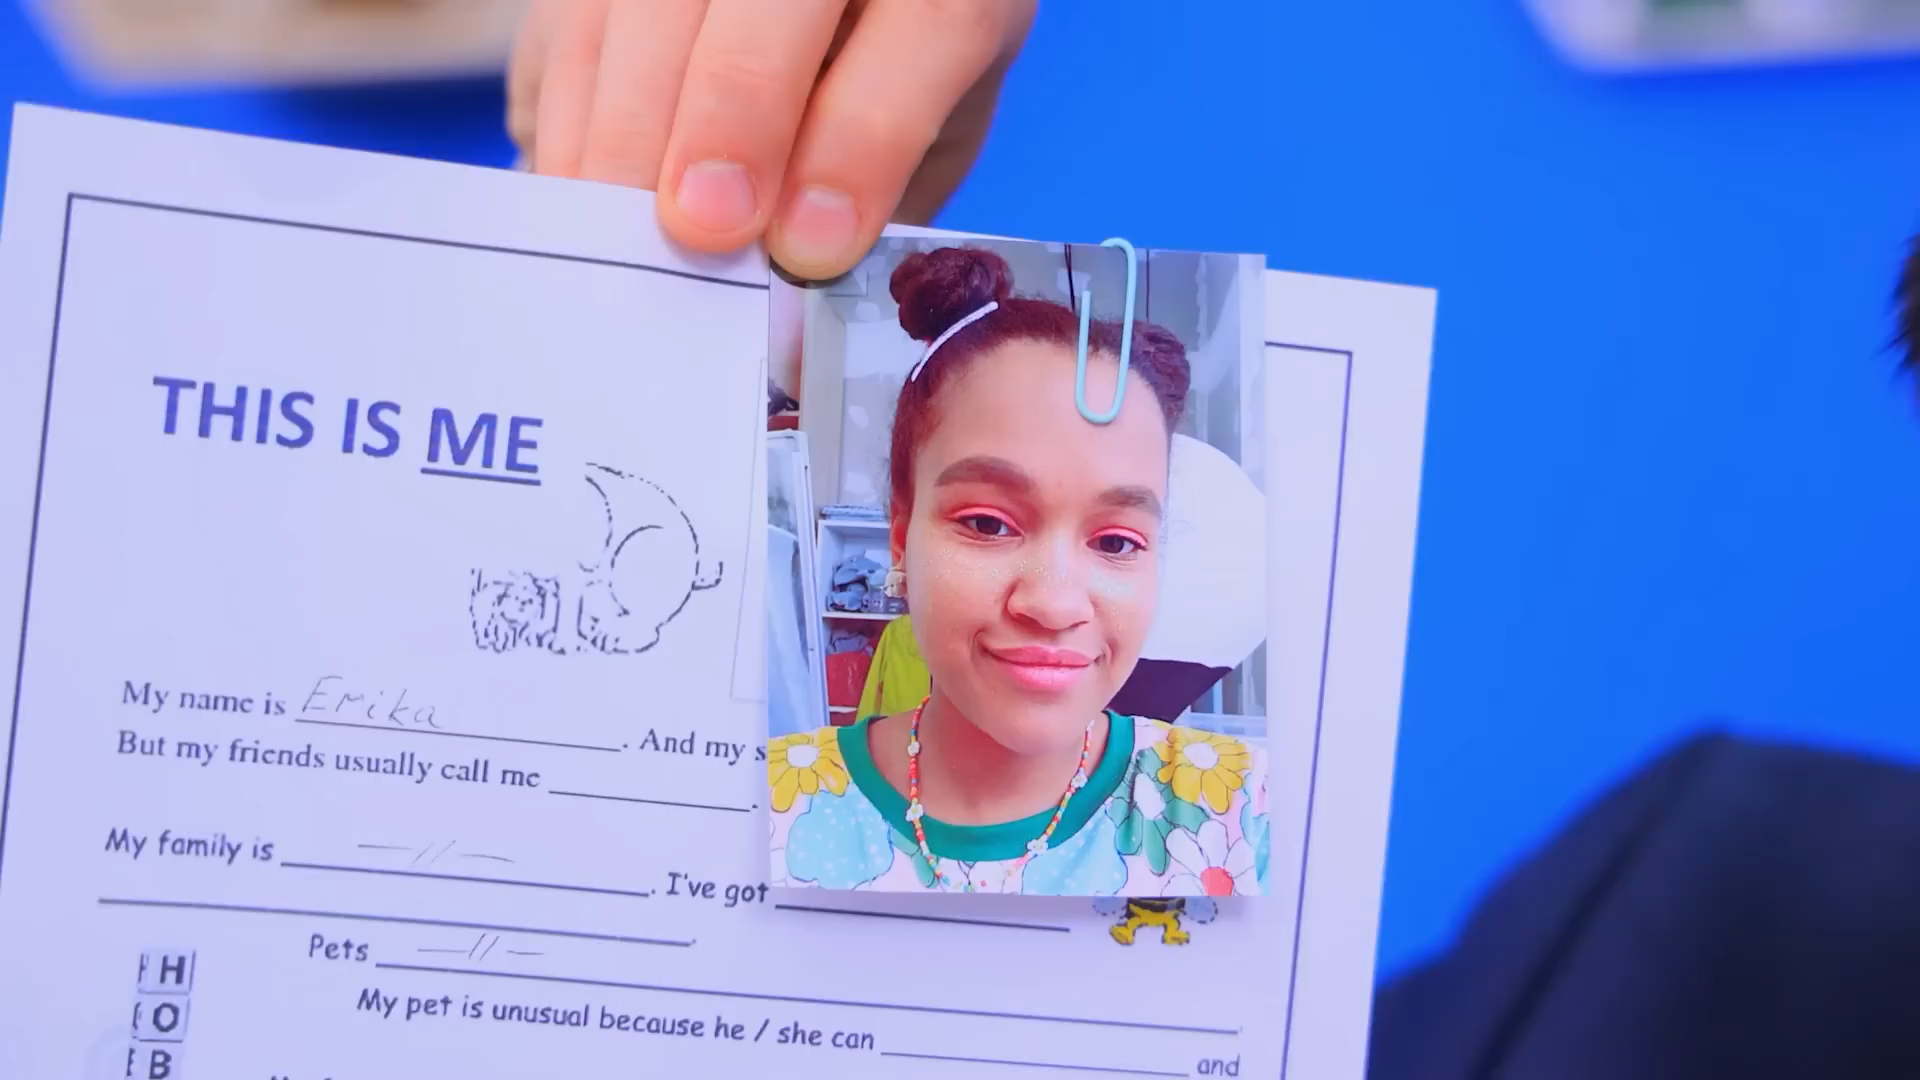 THIS IS ME
My name is Erika. And my s
But my friends usually call me .
My family is —//— . I've got
.
Pets —//—
My pet is unusual because he / she can and
H
O
B